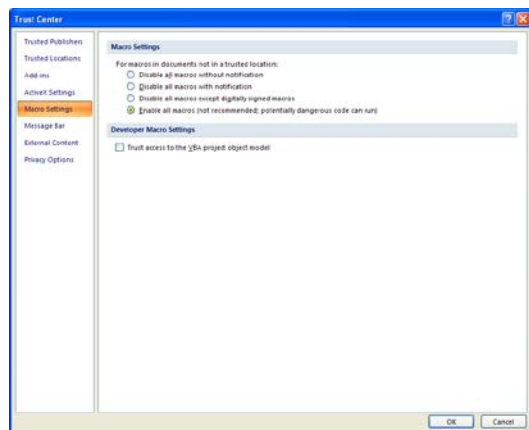 Trust Center
Trusted Publishers
Trusted Locations
Add-ins
ActiveX Settings
Macro Settings
Message Bar
External Content
Privacy Options
Macro Settings
For macros in documents not in a trusted location:
Disable all macros without notification
Disable all macros with notification
Disable all macros except digitally signed macros
Enable all macros (not recommended; potentially dangerous code can run)
Developer Macro Settings
Trust access to the VBA project object model
OK
Cancel